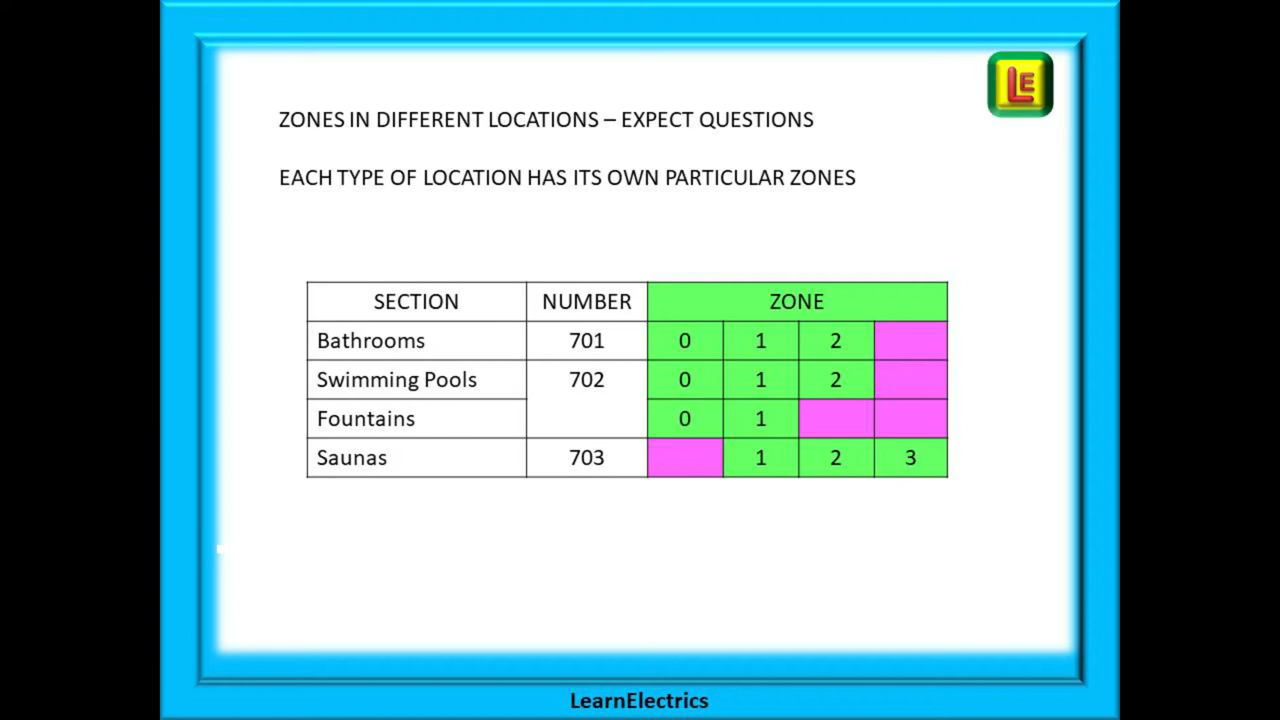 LE
ZONES IN DIFFERENT LOCATIONS – EXPECT QUESTIONS
EACH TYPE OF LOCATION HAS ITS OWN PARTICULAR ZONES
SECTION NUMBER ZONE
Bathrooms 701 0 1 2
Swimming Pools 702 0 1 2
Fountains 0 1
Saunas 703 1 2 3
LearnElectrics